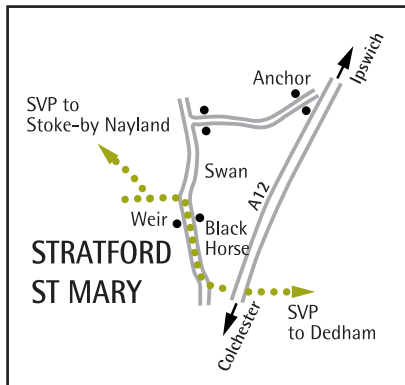 Ipswich
Anchor
SVP to
Stoke-by Nayland
Swan
A12
Weir
Black
Horse
STRATFORD
ST MARY
SVP
to Dedham
Colchester